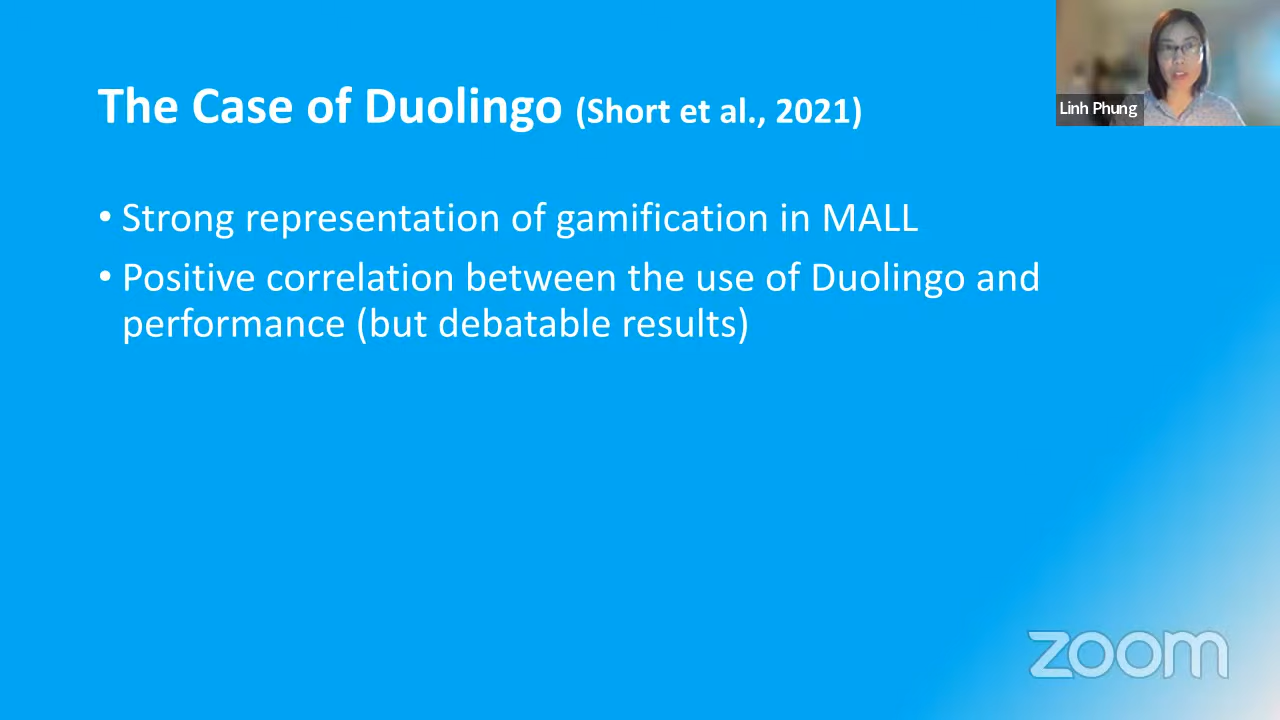 The Case of Duolingo (Short et al., 2021)
Linh Phung
• Strong representation of gamification in MALL
• Positive correlation between the use of Duolingo and
performance (but debatable results)
zoom